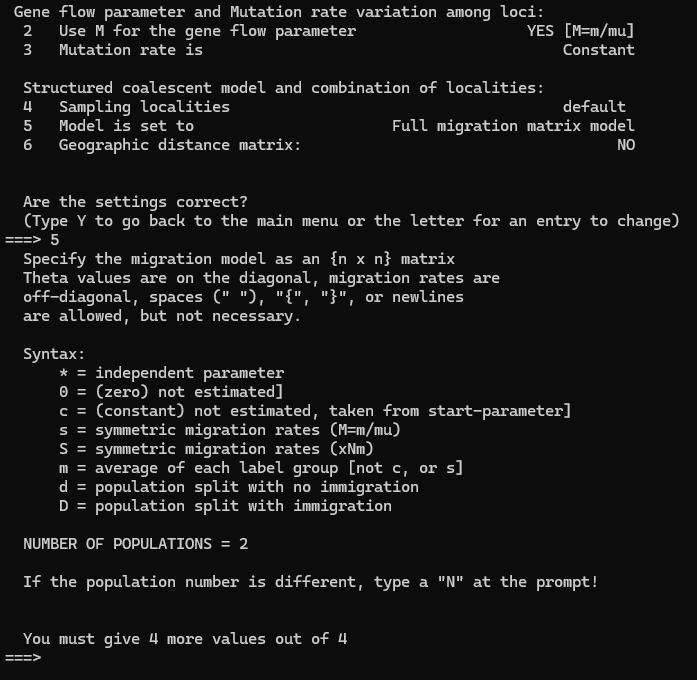 Gene flow parameter and Mutation rate variation among loci:
2   Use M for the gene flow parameter                   YES [M=m/mu]
3   Mutation rate is                                        Constant
Structured coalescent model and combination of localities:
4   Sampling localities                                     default
5   Model is set to                      Full migration matrix model
6   Geographic distance matrix:                                   NO
Are the settings correct?
(Type Y to go back to the main menu or the letter for an entry to change)
===> 5
Specify the migration model as an {n x n} matrix
Theta values are on the diagonal, migration rates are
off-diagonal, spaces (" "), "{", "}", or newlines
are allowed, but not necessary.
Syntax:
* = independent parameter
0 = (zero) not estimated]
c = (constant) not estimated, taken from start-parameter]
s = symmetric migration rates (M=m/mu)
S = symmetric migration rates (xNm)
m = average of each label group [not c, or s]
d = population split with no immigration
D = population split with immigration
NUMBER OF POPULATIONS = 2
If the population number is different, type a "N" at the prompt!
You must give 4 more values out of 4
===>